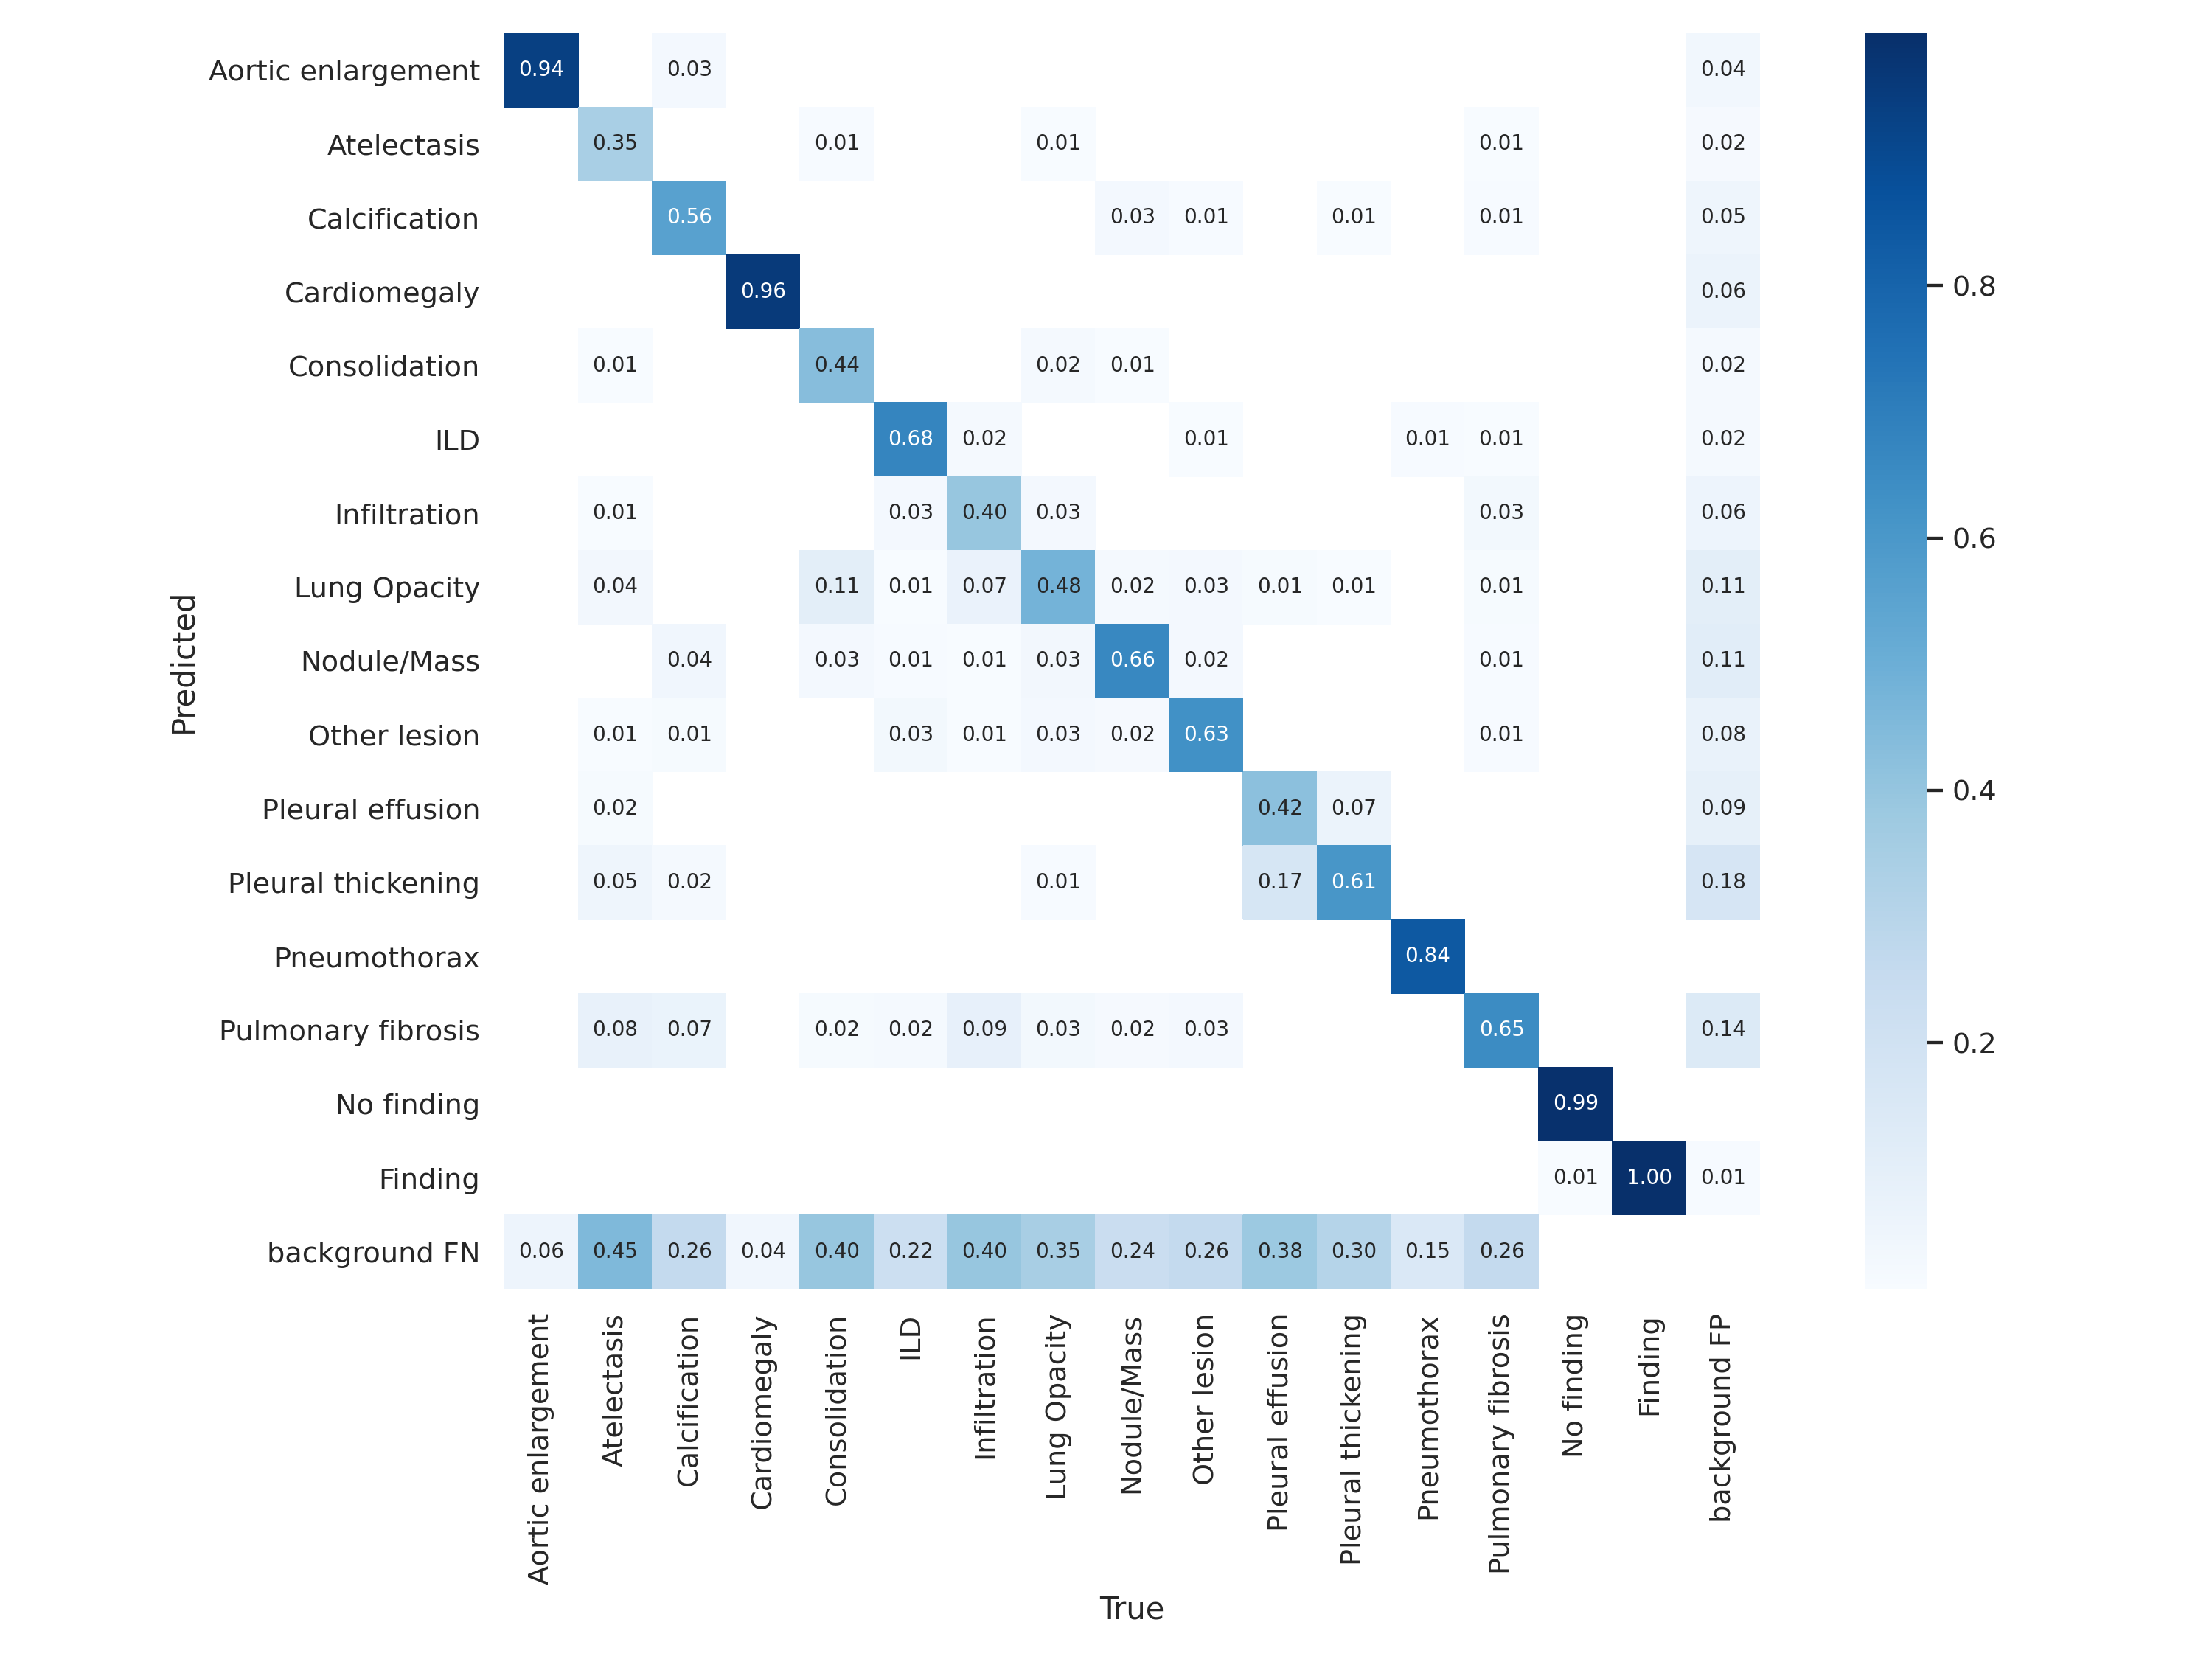 Aortic enlargement 0.94 0.03 0.04
Atelectasis 0.35 0.01 0.01 0.01 0.02
Calcification 0.56 0.03 0.01 0.01 0.01 0.05
Cardiomegaly 0.96 0.06
0.8
Consolidation 0.01 0.44 0.02 0.01 0.02
ILD 0.68 0.02 0.01 0.01 0.01 0.02
Infiltration 0.01 0.03 0.40 0.03 0.03 0.06
0.6
Lung Opacity 0.04 0.11 0.01 0.07 0.48 0.02 0.03 0.01 0.01 0.01 0.11
Predicted
Nodule/Mass 0.04 0.03 0.01 0.01 0.03 0.66 0.02 0.01 0.11
Other lesion 0.01 0.01 0.03 0.01 0.03 0.02 0.63 0.01 0.08
Pleural effusion 0.02 0.42 0.07 0.09
0.4
Pleural thickening 0.05 0.02 0.01 0.17 0.61 0.18
Pneumothorax 0.84
Pulmonary fibrosis 0.08 0.07 0.02 0.02 0.09 0.03 0.02 0.03 0.65 0.14
0.2
No finding 0.99
Finding 0.01 1.00 0.01
background FN 0.06 0.45 0.26 0.04 0.40 0.22 0.40 0.35 0.24 0.26 0.38 0.30 0.15 0.26
Aortic enlargement
Atelectasis
Calcification
Cardiomegaly
Consolidation
ILD
Infiltration
Lung Opacity
Nodule/Mass
Other lesion
Pleural effusion
Pleural thickening
Pneumothorax
Pulmonary fibrosis
No finding
Finding
background FP
True